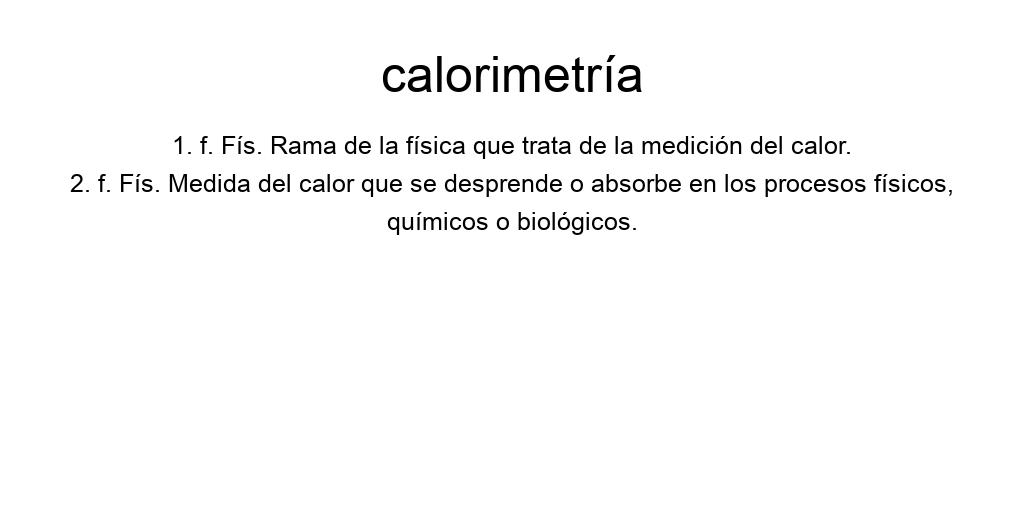 calorimetría
1. f. Fís. Rama de la física que trata de la medición del calor.
2. f. Fís. Medida del calor que se desprende o absorbe en los procesos físicos,
químicos o biológicos.